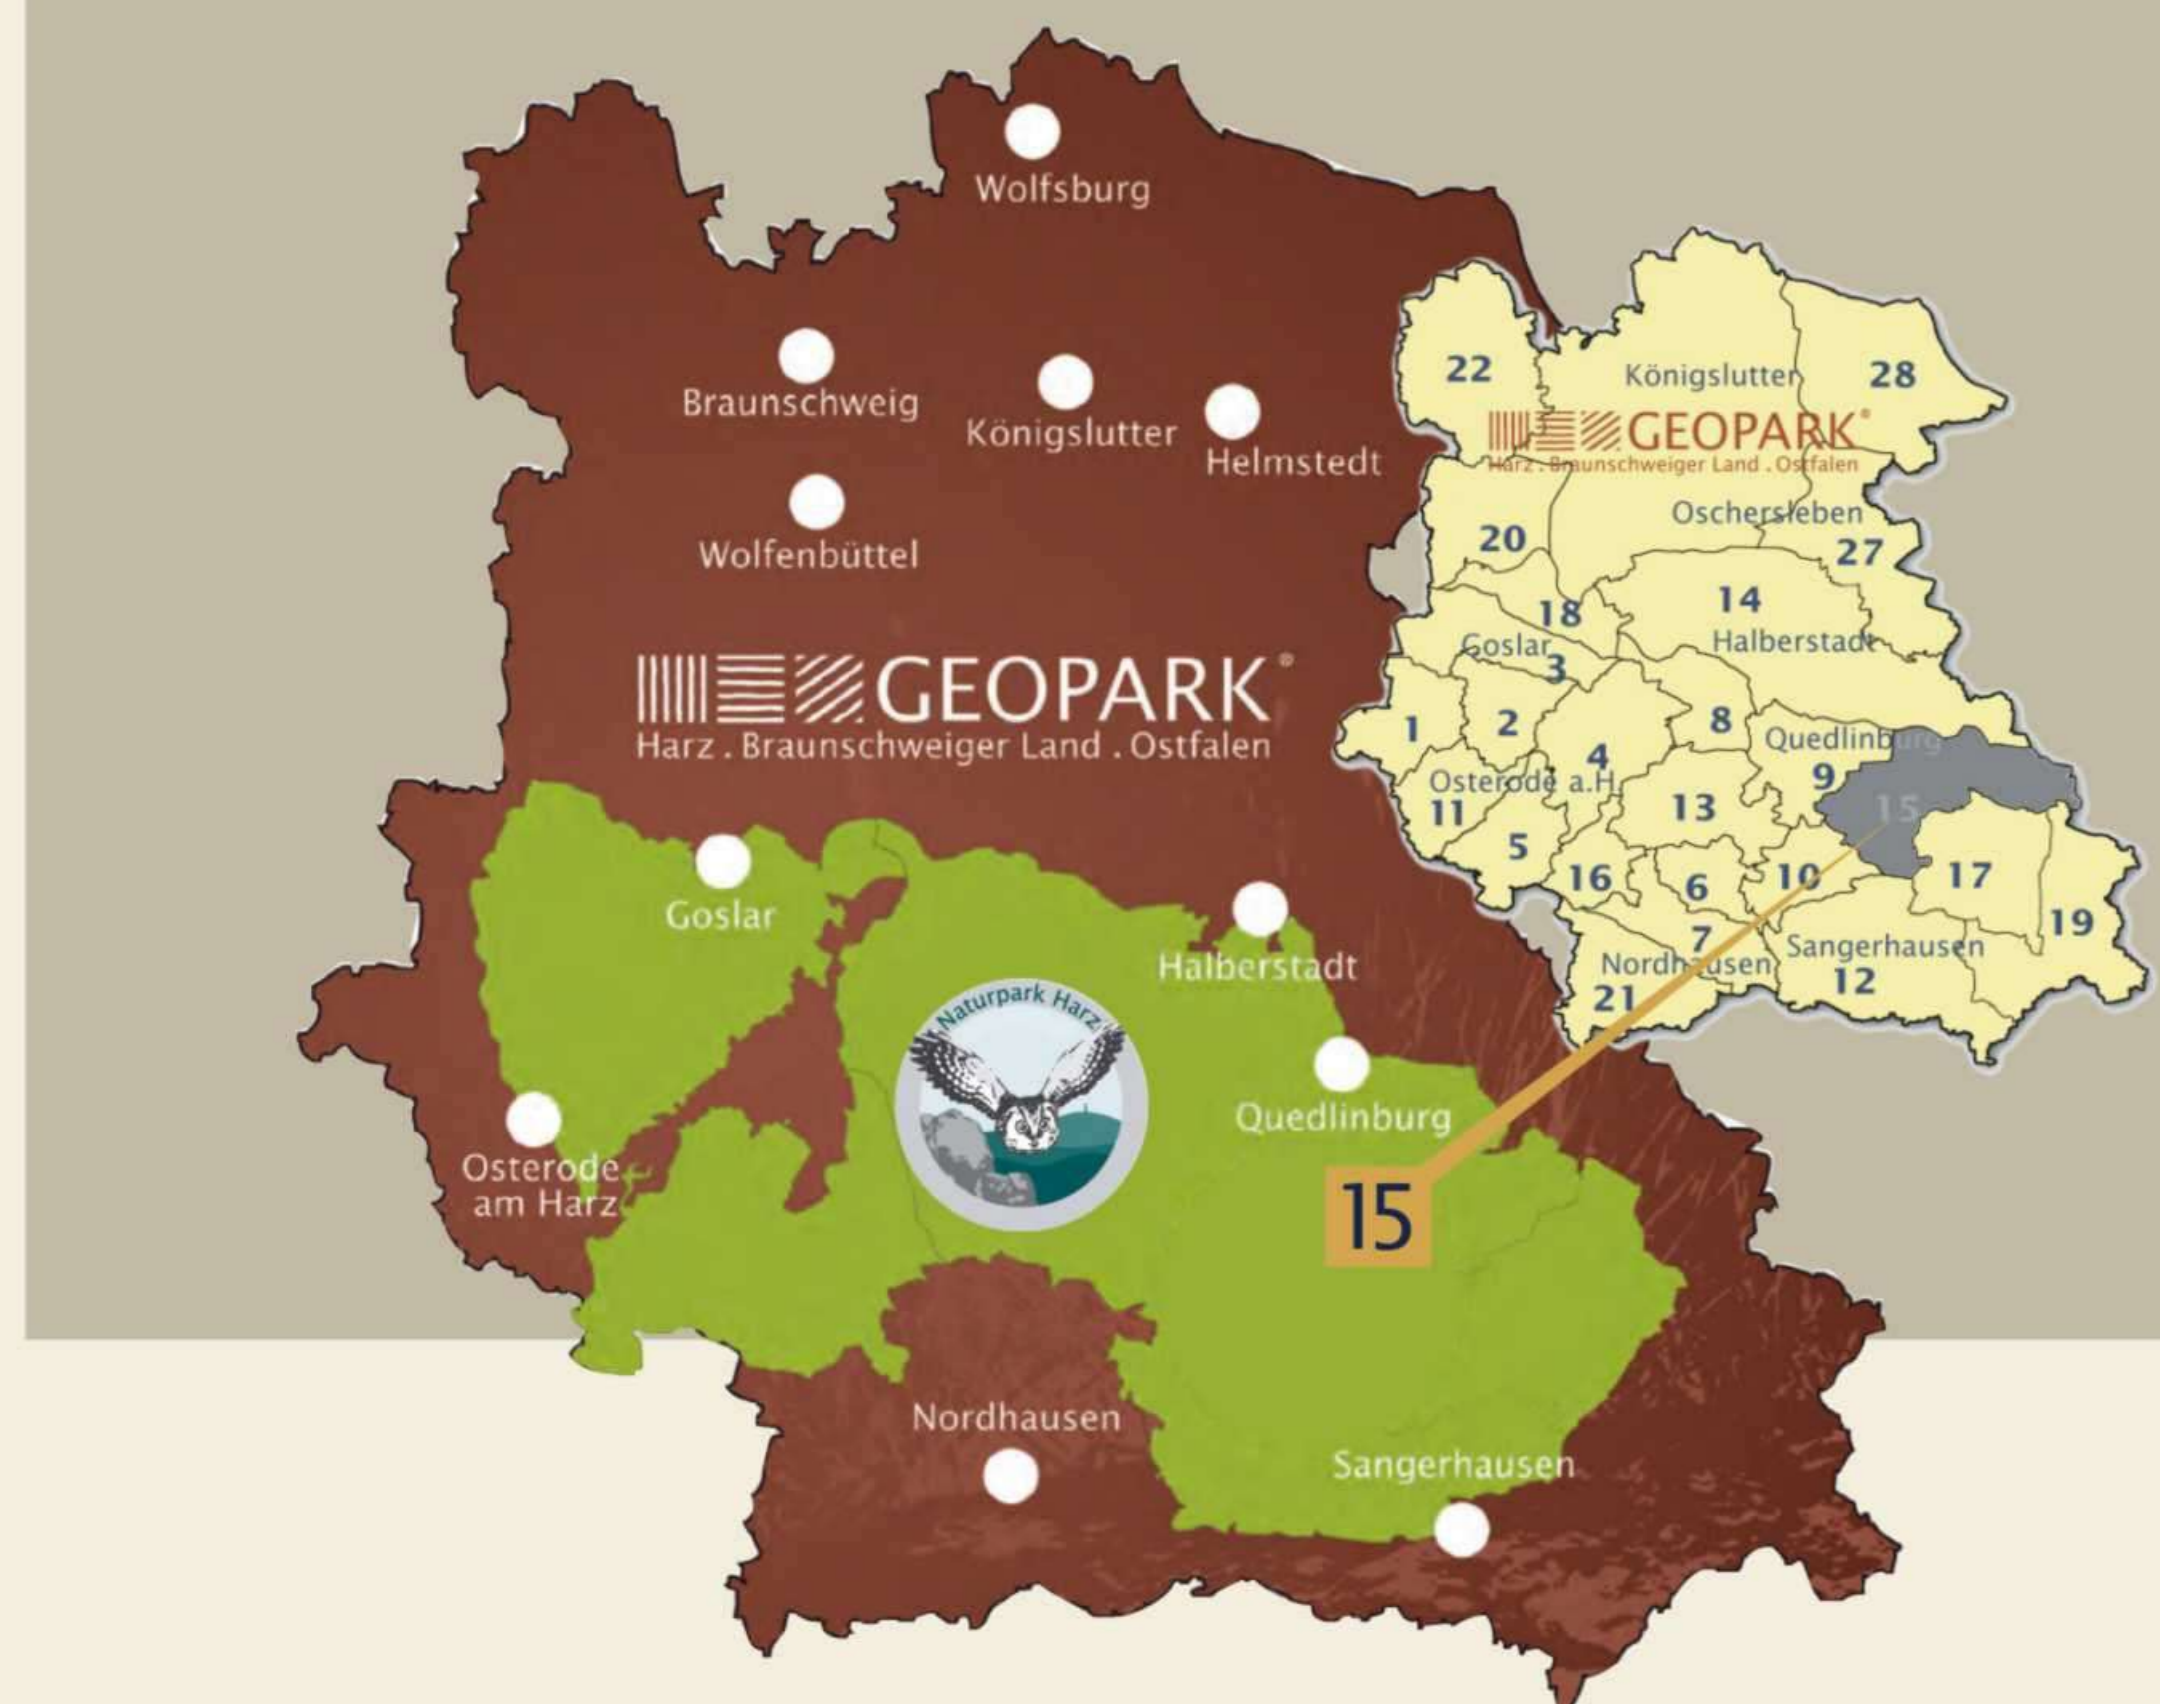 Wolfsburg
Braunschweig
Königslutter
Helmstedt
Wolfenbüttel
GEOPARK®
Harz . Braunschweiger Land . Ostfalen
Goslar
Halberstadt
Naturpark Harz
Quedlinburg
Osterode
am Harz
15
Nordhausen
Sangerhausen
22
Königslutter
28
GEOPARK®
Harz . Braunschweiger Land . Ostfalen
Oschersleben
20
27
14
18
Halberstadt
Goslar
3
1
2
8
Quedlinburg
4
9
Osterode a.H.
11
13
15
5
16
6
10
17
19
7
Sangerhausen
Nordhausen
12
21